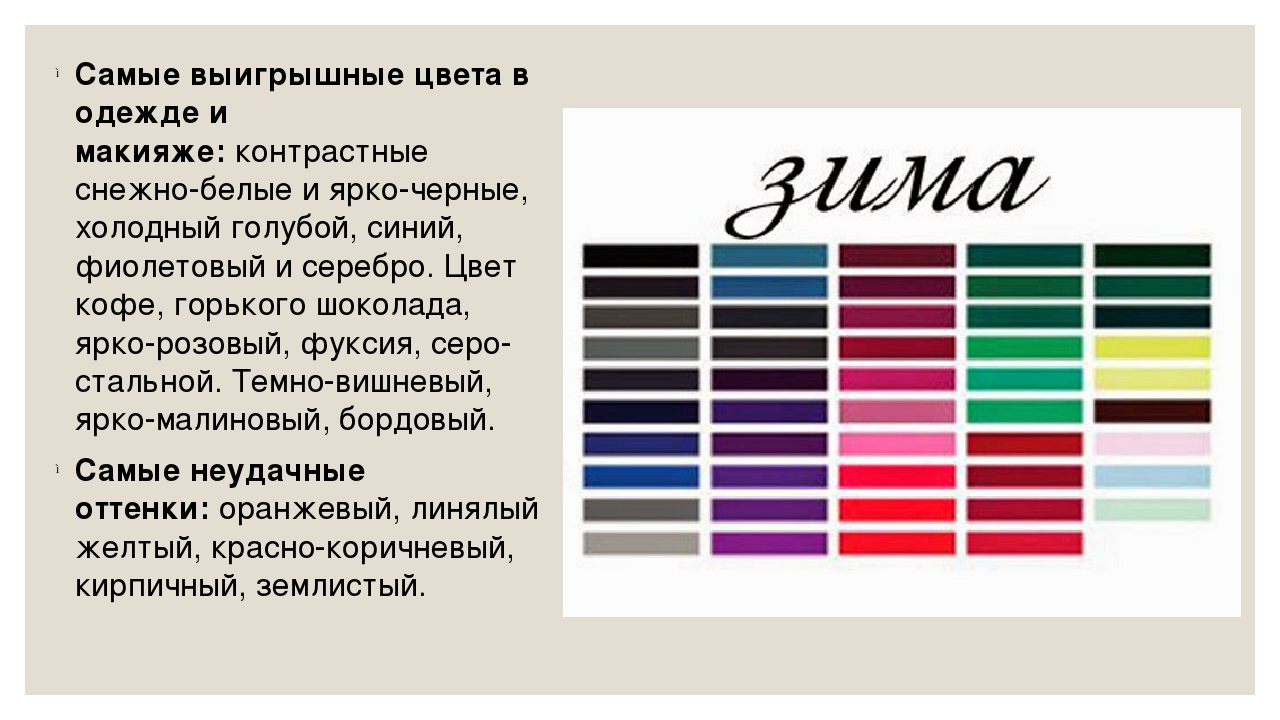 Самые выигрышные цвета в
одежде и
макияже: контрастные
снежно-белые и ярко-черные,
холодный голубой, синий,
фиолетовый и серебро. Цвет
кофе, горького шоколада,
ярко-розовый, фуксия, серо-
стальной. Темно-вишневый,
ярко-малиновый, бордовый.
Самые неудачные
оттенки: оранжевый, линялый
желтый, красно-коричневый,
кирпичный, землистый.
зима